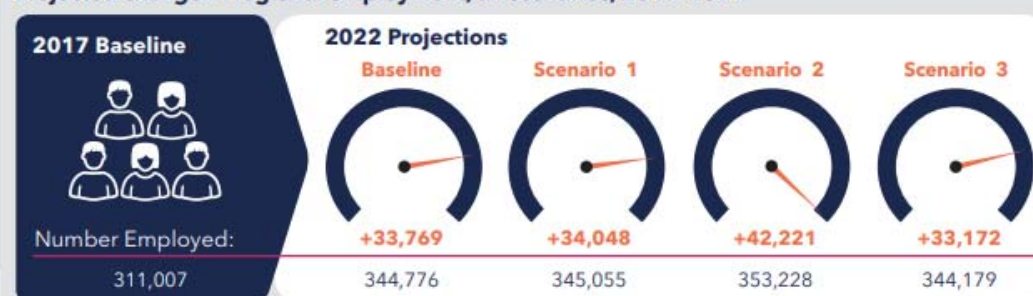 2017 Baseline
2022 Projections
Baseline Scenario 1 Scenario 2 Scenario 3
Number Employed: +33,769 +34,048 +42,221 +33,172
311,007 344,776 345,055 353,228 344,179